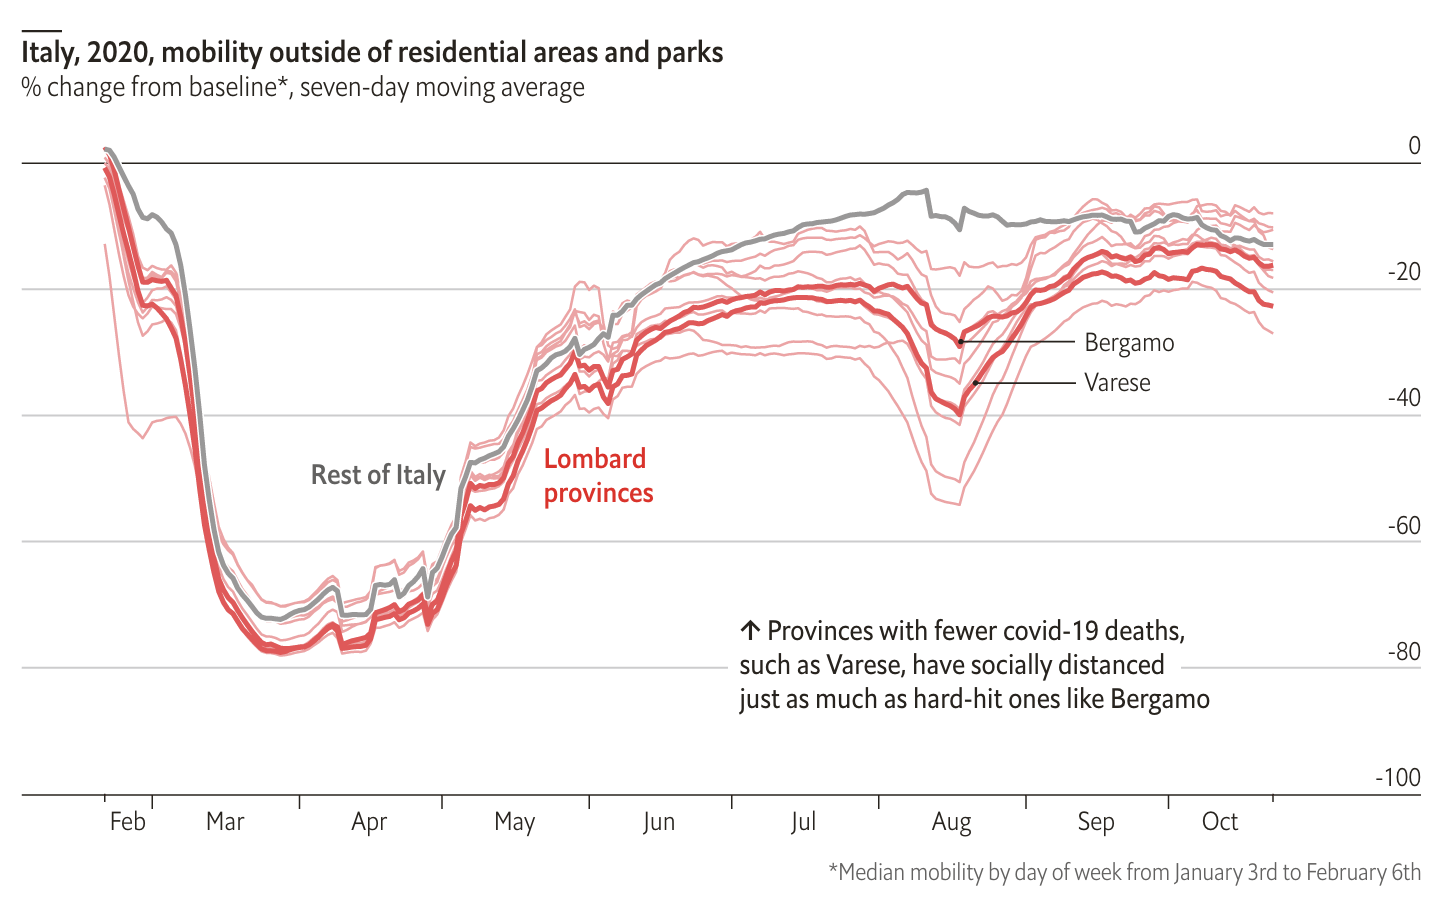 Italy, 2020, mobility outside of residential areas and parks
% change from baseline*, seven-day moving average
0
-20
Bergamo
Varese
-40
Rest of Italy
Lombard
provinces
-60
↑ Provinces with fewer covid-19 deaths,
such as Varese, have socially distanced
just as much as hard-hit ones like Bergamo
-80
-100
Feb Mar Apr May Jun Jul Aug Sep Oct
*Median mobility by day of week from January 3rd to February 6th